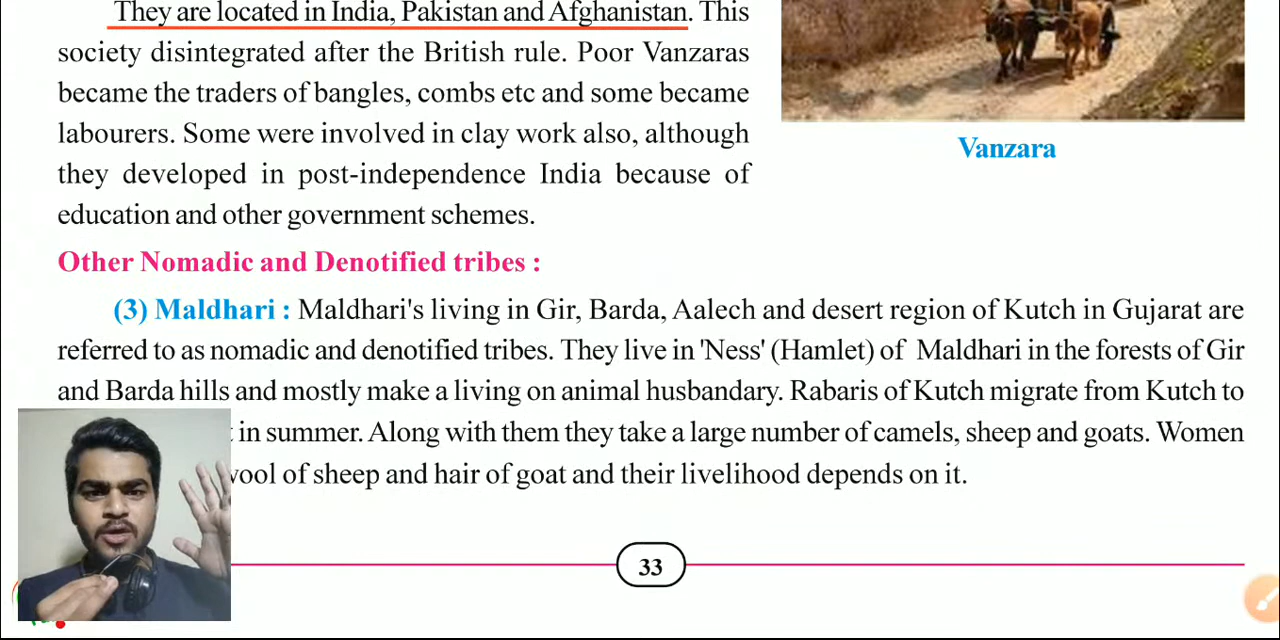 They are located in India, Pakistan and Afghanistan. This
society disintegrated after the British rule. Poor Vanzaras
became the traders of bangles, combs etc and some became
labourers. Some were involved in clay work also, although
they developed in post-independence India because of
education and other government schemes.
Vanzara
Other Nomadic and Denotified tribes :
(3) Maldhari : Maldhari's living in Gir, Barda, Aalech and desert region of Kutch in Gujarat are
referred to as nomadic and denotified tribes. They live in 'Ness' (Hamlet) of Maldhari in the forests of Gir
and Barda hills and mostly make a living on animal husbandary. Rabaris of Kutch migrate from Kutch to
in summer. Along with them they take a large number of camels, sheep and goats. Women
of sheep and hair of goat and their livelihood depends on it.
33